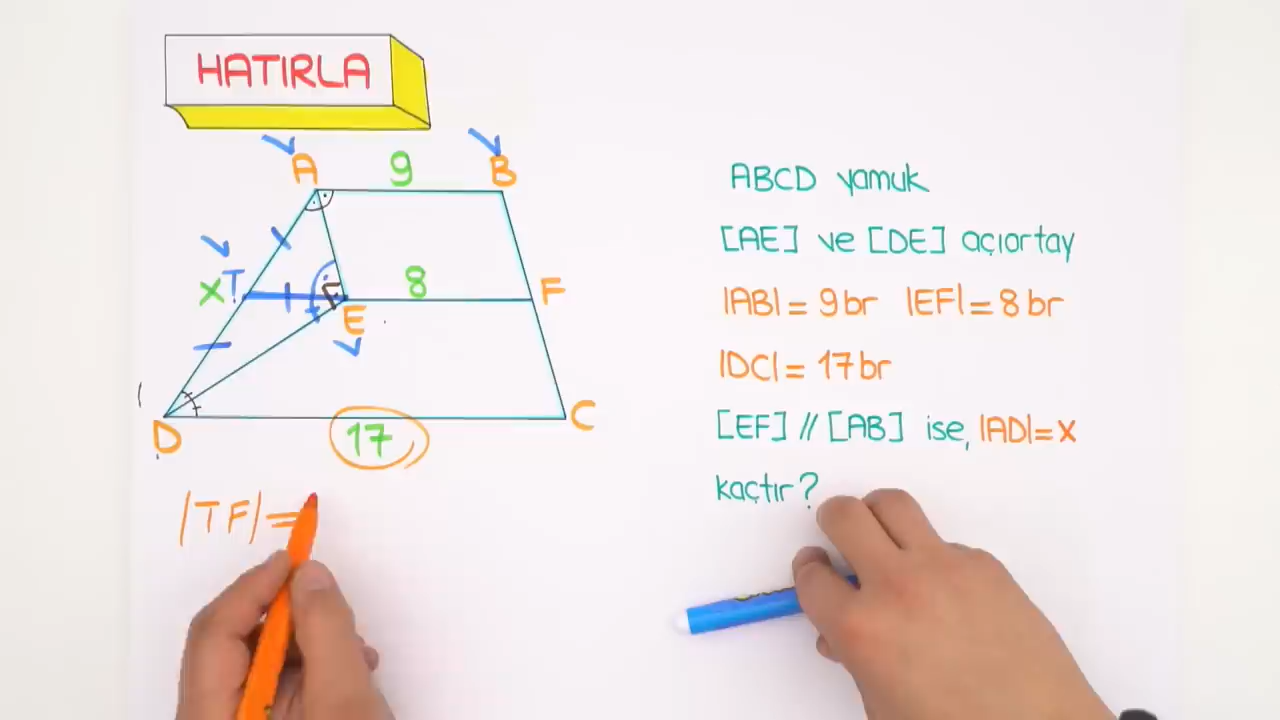 HATIRLA
A 9 B
X T 8 F
E
D 17 C
|TF|=
ABCD yamuk
[AE] ve [DE] açıortay
|AB|= 9 br |EF|= 8 br
|DC|= 17 br
[EF] // [AB] ise, |AD|= x
kaçtır?